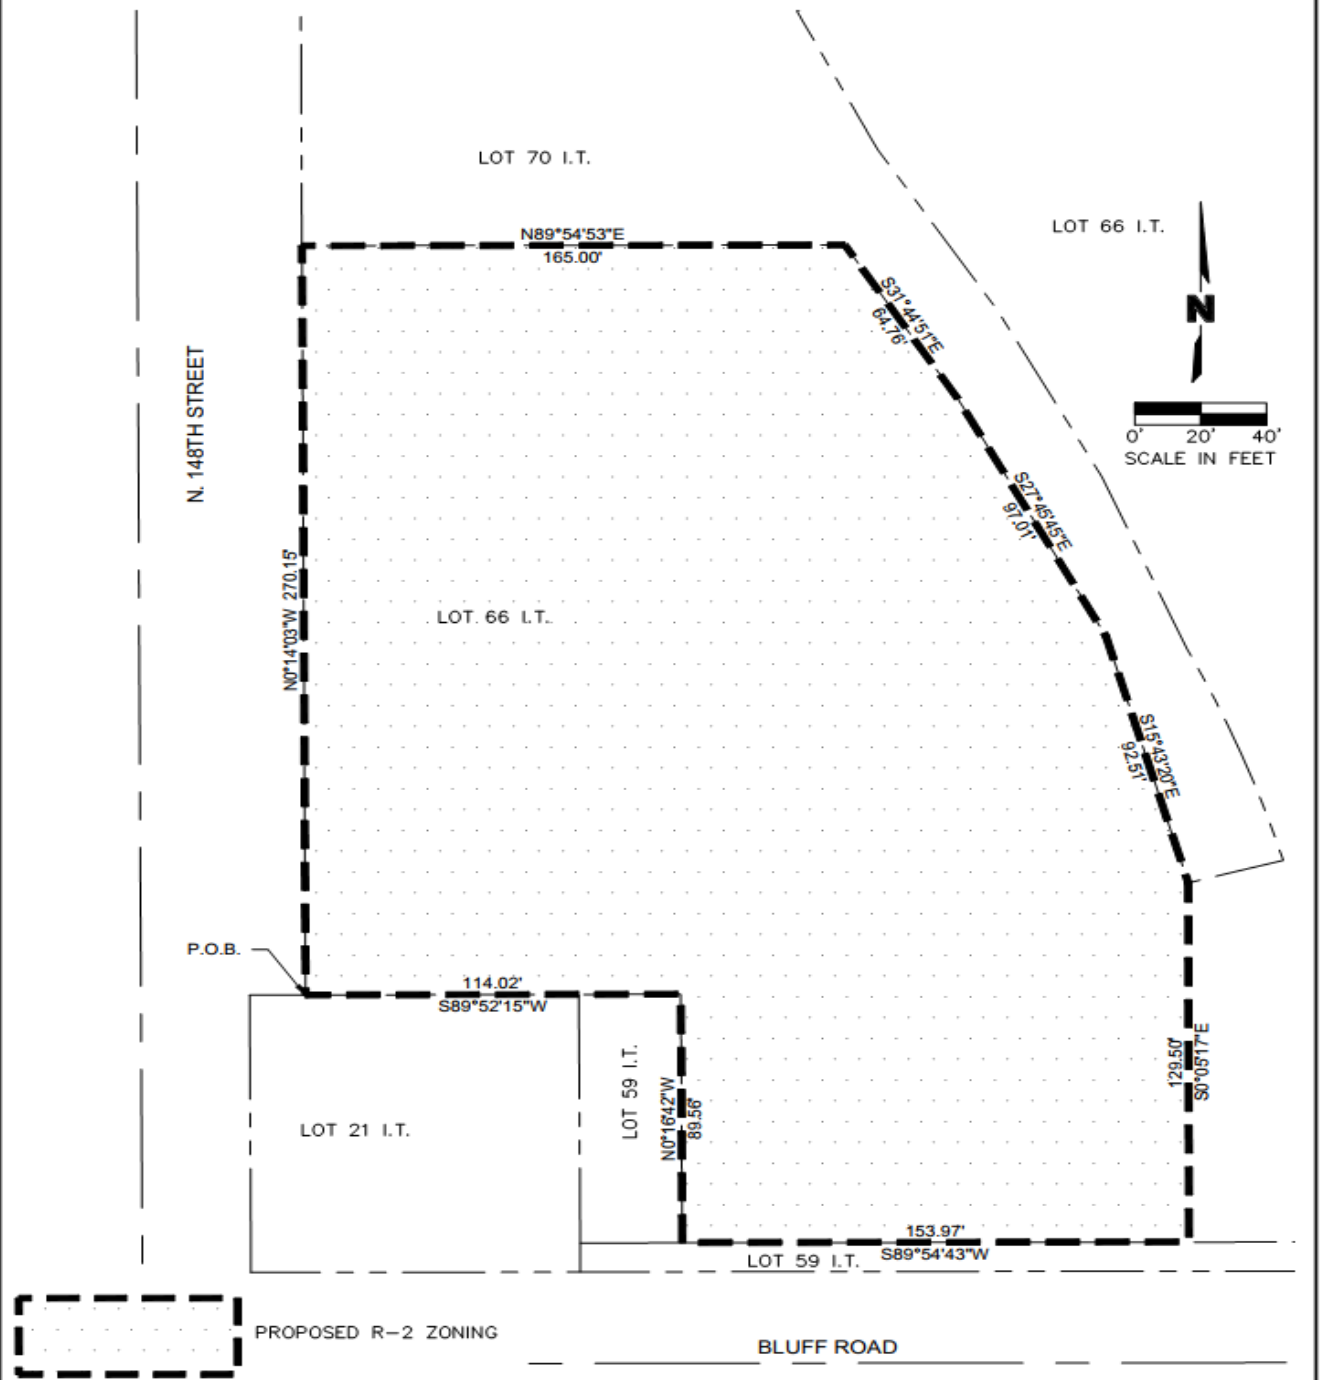 LOT 70 I.T.
LOT 66 I.T.
N89°54'53"E
165.00'
S31°44'51"E
64.76'
N
0' 20' 40'
SCALE IN FEET
N. 148TH STREET
S27°45'45"E
97.01'
N0°14'03"W 270.15'
LOT 66 I.T.
S15°43'20"E
92.51'
P.O.B.
114.02'
S89°52'15"W
LOT 59 I.T.
N0°16'42"W
89.56'
129.50'
S0°05'17"E
LOT 21 I.T.
153.97'
S89°54'43"W
LOT 59 I.T.
PROPOSED R-2 ZONING
BLUFF ROAD